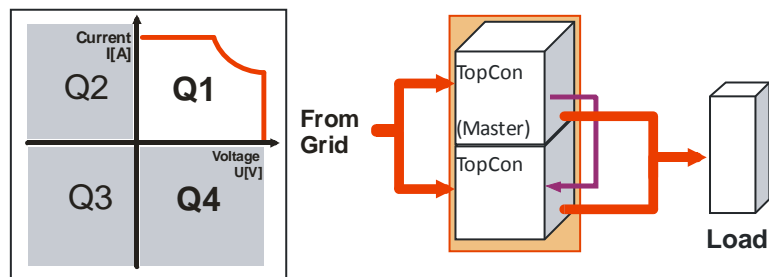 Current
I[A]
Q2
Q1
Voltage
U[V]
Q3
Q4
From
Grid
TopCon
(Master)
TopCon
Load